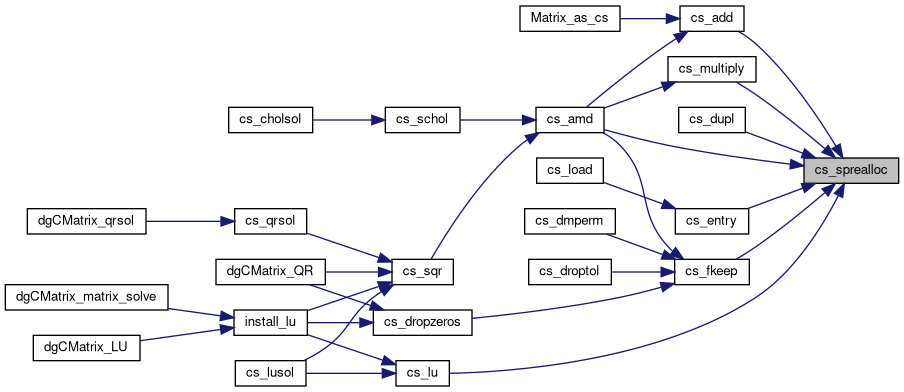 Matrix_as_cs
cs_add
cs_multiply
cs_cholsol
cs_schol
cs_amd
cs_dupl
cs_sprealloc
cs_load
cs_entry
dgCMatrix_qrsol
cs_qrsol
cs_dmperm
dgCMatrix_QR
cs_sqr
cs_droptol
cs_fkeep
dgCMatrix_matrix_solve
install_lu
cs_dropzeros
dgCMatrix_LU
cs_lusol
cs_lu